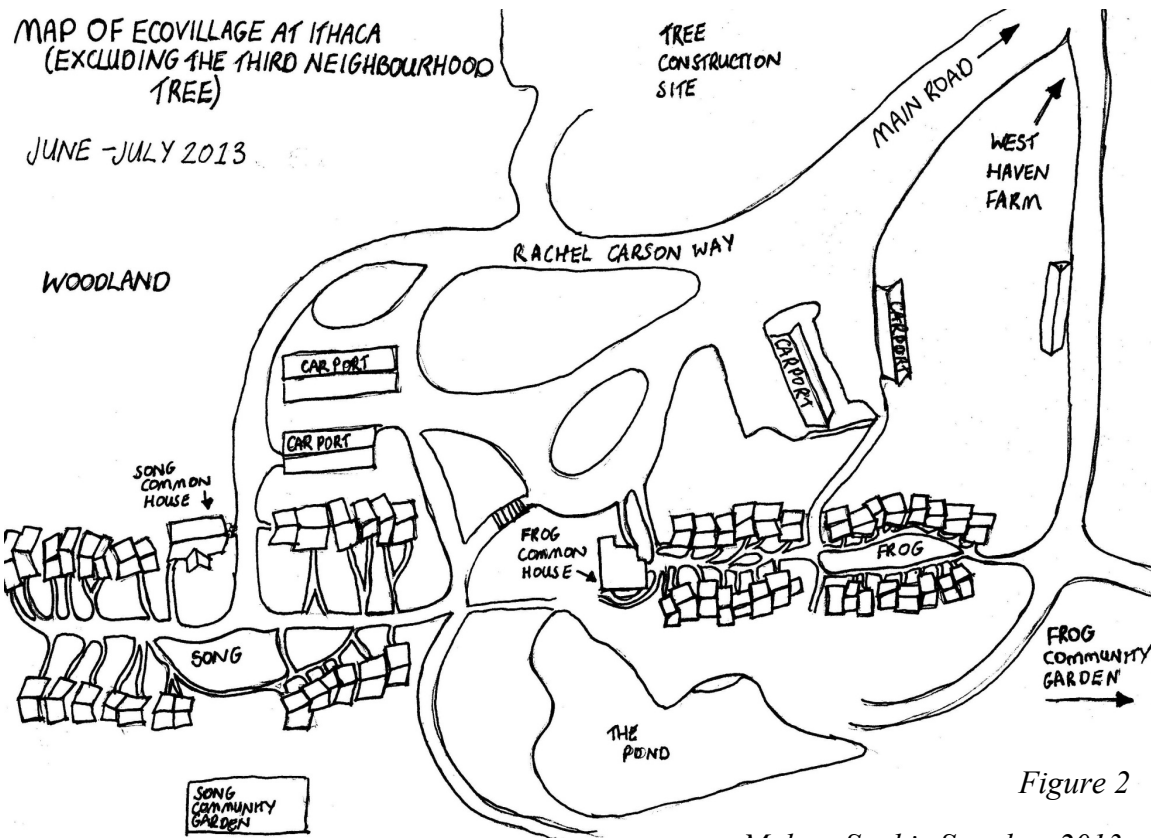 MAP OF ECOVILLAGE AT ITHACA
(EXCLUDING THE THIRD NEIGHBOURHOOD
TREE)
JUNE - JULY 2013
TREE
CONSTRUCTION
SITE
MAIN ROAD
WEST
HAVEN
FARM
RACHEL CARSON WAY
WOODLAND
CARPORT
CARPORT
CARPORT
CARPORT
SONG
COMMON
HOUSE
FROG
COMMON
HOUSE
FROG
SONG
FROG
COMMUNITY
GARDEN
THE
POND
SONG
COMMUNITY
GARDEN
Figure 2
2013